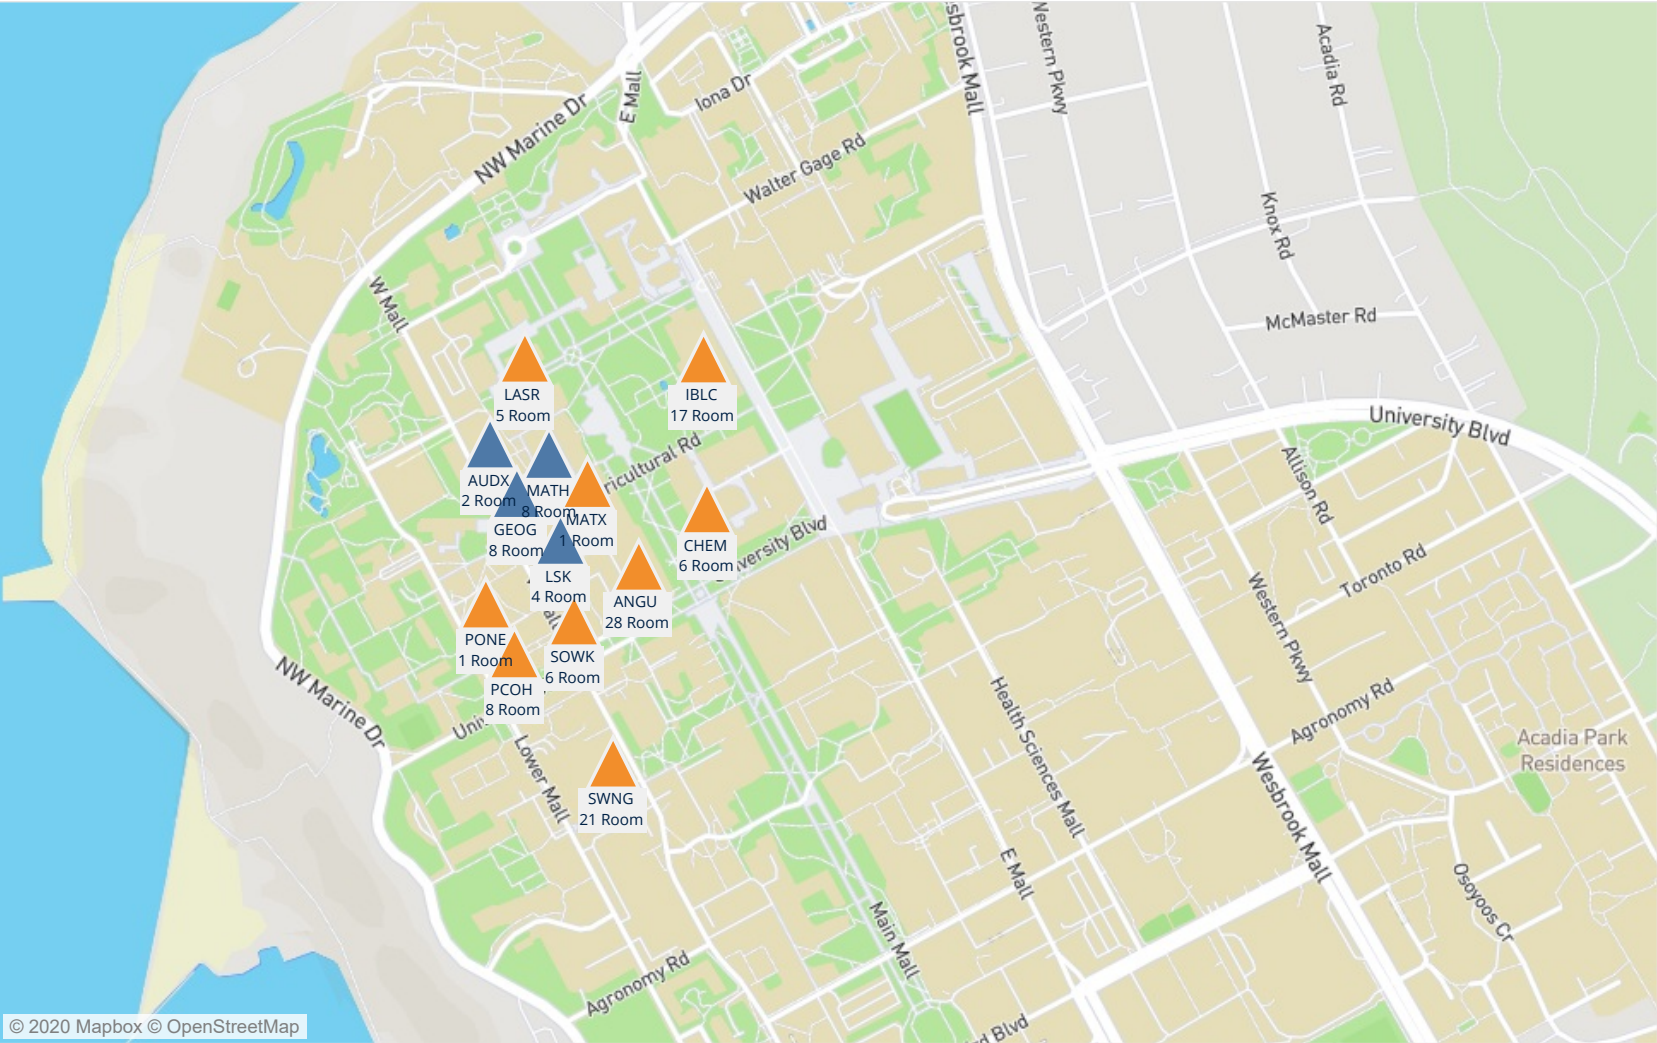 sbrook Mall
Western Pkwy
Acadia Rd
E Mall
Iona Dr
NW Marine Dr
Walter Gage Rd
Knox Rd
W Mall
McMaster Rd
LASR
5 Room
IBLC
17 Room
University Blvd
ricultural Rd
Allison Rd
AUDX
2 Room
MATH
8 Room
MATX
1 Room
GEOG
8 Room
CHEM
6 Room
versity Blvd
LSK
4 Room
Toronto Rd
Western Pkwy
ANGU
28 Room
all
PONE
1 Room
SOWK
6 Room
PCOH
8 Room
NW Marine Dr
Univ
Health Sciences Mall
Agronomy Rd
Acadia Park
Residences
Lower Mall
SWNG
21 Room
Wesbrook Mall
E Mall
Osoyoos Cr
Main Mall
Agronomy Rd
rd Blvd
© 2020 Mapbox © OpenStreetMap